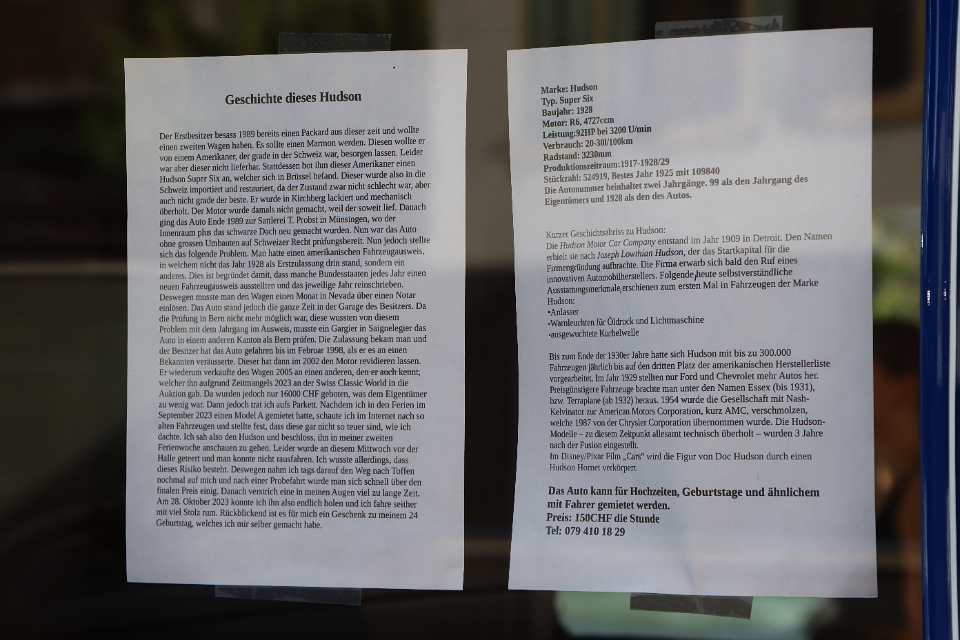 Geschichte dieses Hudson
Der Erstbesitzer besass 1989 bereits einen Packard aus dieser zeit und wollte
einen zweiten Wagen haben. Es sollte einen Marmon werden. Diesen wollte er
von einem Amerikaner, der grade in der Schweiz war, besorgen lassen. Leider
war aber dieser nicht lieferbar. Stattdessen bot ihm dieser Amerikaner einen
Hudson Super Six an, welcher sich in Brüssel befand. Dieser wurde also in die
Schweiz importiert und restauriert, da der Zustand zwar nicht schlecht war, aber
auch nicht grade der beste. Er wurde in Kirchberg lackiert und mechanisch
überholt. Der Motor wurde damals nicht gemacht, weil der soweit lief. Danach
ging das Auto Ende 1989 zur Sattlerei T. Probst in Münsingen, wo der
Innenraum plus das schwarze Dach neu gemacht wurden. Nun war das Auto
ohne grossen Umbauten auf Schweizer Recht prüfungsbereit. Nun jedoch stellte
sich das folgende Problem. Man hatte einen amerikanischen Fahrzeugausweis,
in welchem nicht das Jahr 1928 als Erstzulassung drin stand, sondern ein
anderes. Dies ist begründet damit, dass manche Bundesstaaten jedes Jahr einen
neuen Fahrzeugausweis ausstellten und das jeweilige Jahr reinschrieben.
Deswegen musste man den Wagen einen Monat in Nevada über einen Notar
einlösen. Das Auto stand jedoch die ganze Zeit in der Garage des Besitzers. Da
die Prüfung in Bern nicht mehr möglich war, diese wussten von diesem
Problem mit dem Jahrgang im Ausweis, musste ein Gargier in Saignelegier das
Auto in einem anderen Kanton als Bern prüfen. Die Zulassung bekam man und
der Besitzer hat das Auto gefahren bis im Februar 1998, als er es an einen
Bekannten veräusserte. Dieser hat dann im 2002 den Motor revidieren lassen.
Er wiederum verkaufte den Wagen 2005 an einen anderen, den er auch kennt,
welcher ihn aufgrund Zeitmangels 2023 an der Swiss Classic World in die
Auktion gab. Da wurden jedoch nur 16000 CHF geboten, was dem Eigentümer
zu wenig war. Dann jedoch trat ich aufs Parkett. Nachdem ich in den Ferien im
September 2023 einen Model A gemietet hatte, schaute ich im Internet nach so
alten Fahrzeugen und stellte fest, dass diese gar nicht so teuer sind, wie ich
dachte. Ich sah also den Hudson und beschloss, ihn in meiner zweiten
Ferienwoche anschauen zu gehen. Leider wurde an diesem Mittwoch vor der
Halle geteert und man konnte nicht rausfahren. Ich wusste allerdings, dass
dieses Risiko besteht. Deswegen nahm ich tags darauf den Weg nach Toffen
nochmal auf mich und nach einer Probefahrt wurde man sich schnell über den
finalen Preis einig. Danach verstrich eine in meinen Augen viel zu lange Zeit.
Am 28. Oktober 2023 konnte ich ihn also endlich holen und ich fahre seither
mit viel Stolz rum. Rückblickend ist es für mich ein Geschenk zu meinem 24
Geburtstag, welches ich mir selber gemacht habe.
Marke: Hudson
Typ. Super Six
Baujahr: 1928
Motor: R6, 4727ccm
Leistung:92HP bei 3200 U/min
Verbrauch: 20-30l/100km
Radstand: 3230mm
Produktionszeitraum:1917-1928/29
Stückzahl: 524919, Bestes Jahr 1925 mit 109840
Die Autonummer beinhaltet zwei Jahrgänge. 99 als den Jahrgang des
Eigentümers und 1928 als den des Autos.
Kurzer Geschichtsabriss zu Hudson:
Die Hudson Motor Car Company entstand im Jahr 1909 in Detroit. Den Namen
erhielt sie nach Joseph Lowthian Hudson, der das Startkapital für die
Firmengründung aufbrachte. Die Firma erwarb sich bald den Ruf eines
innovativen Automobilherstellers. Folgende heute selbstverständliche
Ausstattungsmerkmale erschienen zum ersten Mal in Fahrzeugen der Marke
Hudson:
•Anlasser
•Warnleuchten für Öldruck und Lichtmaschine
•ausgewuchtete Kurbelwelle
Bis zum Ende der 1930er Jahre hatte sich Hudson mit bis zu 300.000
Fahrzeugen jährlich bis auf den dritten Platz der amerikanischen Herstellerliste
vorgearbeitet. Im Jahr 1929 stellten nur Ford und Chevrolet mehr Autos her.
Preisgünstigere Fahrzeuge brachte man unter den Namen Essex (bis 1931),
bzw. Terraplane (ab 1932) heraus. 1954 wurde die Gesellschaft mit Nash-
Kelvinator zur American Motors Corporation, kurz AMC, verschmolzen,
welche 1987 von der Chrysler Corporation übernommen wurde. Die Hudson-
Modelle – zu diesem Zeitpunkt allesamt technisch überholt – wurden 3 Jahre
nach der Fusion eingestellt.
Im Disney/Pixar Film „Cars" wird die Figur von Doc Hudson durch einen
Hudson Hornet verkörpert.
Das Auto kann für Hochzeiten, Geburtstage und ähnlichem
mit Fahrer gemietet werden.
Preis: 150CHF die Stunde
Tel: 079 410 18 29